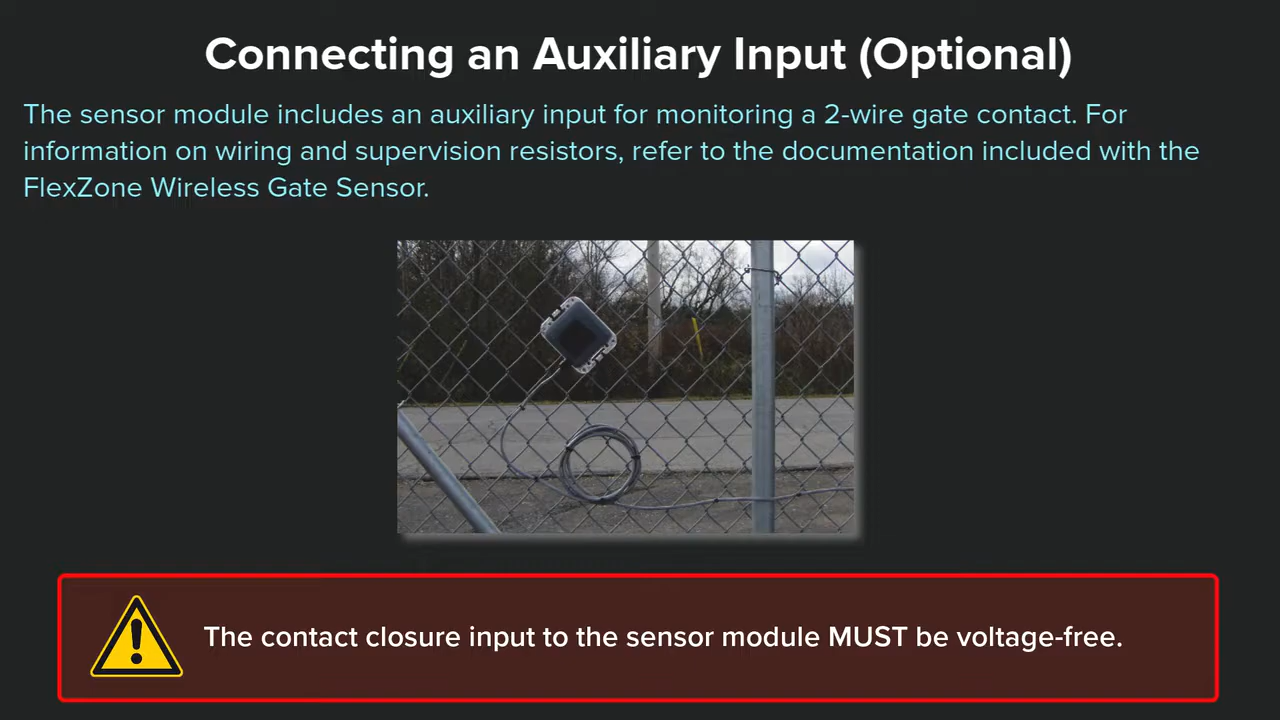 Connecting an Auxiliary Input (Optional)
The sensor module includes an auxiliary input for monitoring a 2-wire gate contact. For
information on wiring and supervision resistors, refer to the documentation included with the
FlexZone Wireless Gate Sensor.
The contact closure input to the sensor module MUST be voltage-free.